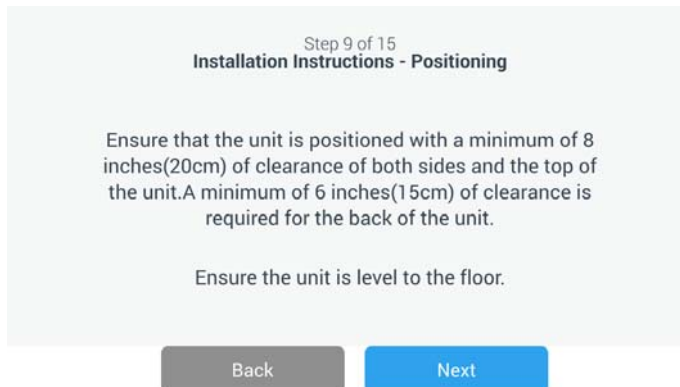 Step 9 of 15
Installation Instructions - Positioning
Ensure that the unit is positioned with a minimum of 8
inches(20cm) of clearance of both sides and the top of
the unit.A minimum of 6 inches(15cm) of clearance is
required for the back of the unit.
Ensure the unit is level to the floor.
Back
Next